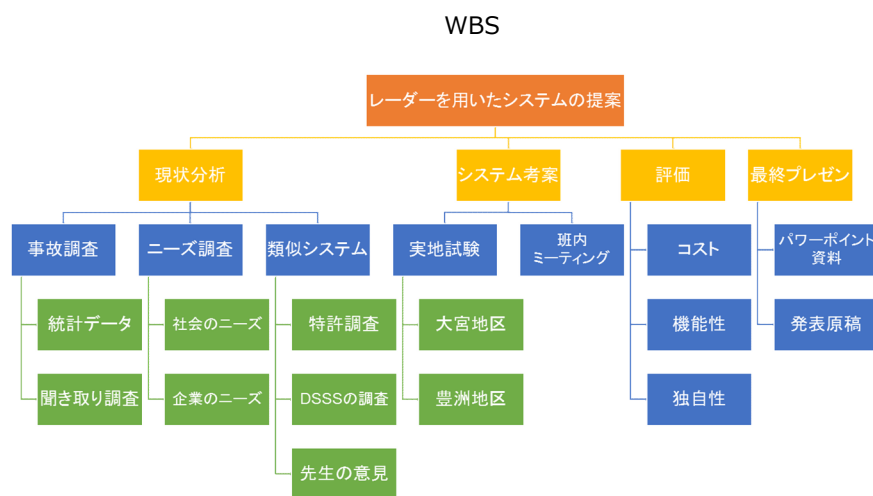 WBS
レーダーを用いたシステムの提案
現状分析
システム考案
評価
最終プレゼン
事故調査
ニーズ調査
類似システム
実地試験
班内
ミーティング
コスト
パワーポイント
資料
統計データ
社会のニーズ
特許調査
大宮地区
機能性
発表原稿
聞き取り調査
企業のニーズ
DSSSの調査
豊洲地区
独自性
先生の意見